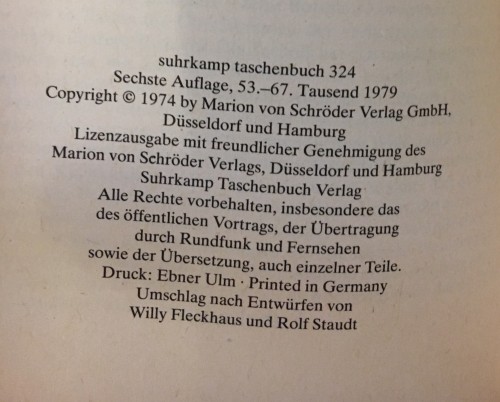 suhrkamp taschenbuch 324
Sechste Auflage, 53.–67. Tausend 1979
Copyright © 1974 by Marion von Schröder Verlag GmbH,
Düsseldorf und Hamburg
Lizenzausgabe mit freundlicher Genehmigung des
Marion von Schröder Verlags, Düsseldorf und Hamburg
Suhrkamp Taschenbuch Verlag
Alle Rechte vorbehalten, insbesondere das
des öffentlichen Vortrags, der Übertragung
durch Rundfunk und Fernsehen
sowie der Übersetzung, auch einzelner Teile.
Druck: Ebner Ulm · Printed in Germany
Umschlag nach Entwürfen von
Willy Fleckhaus und Rolf Staudt